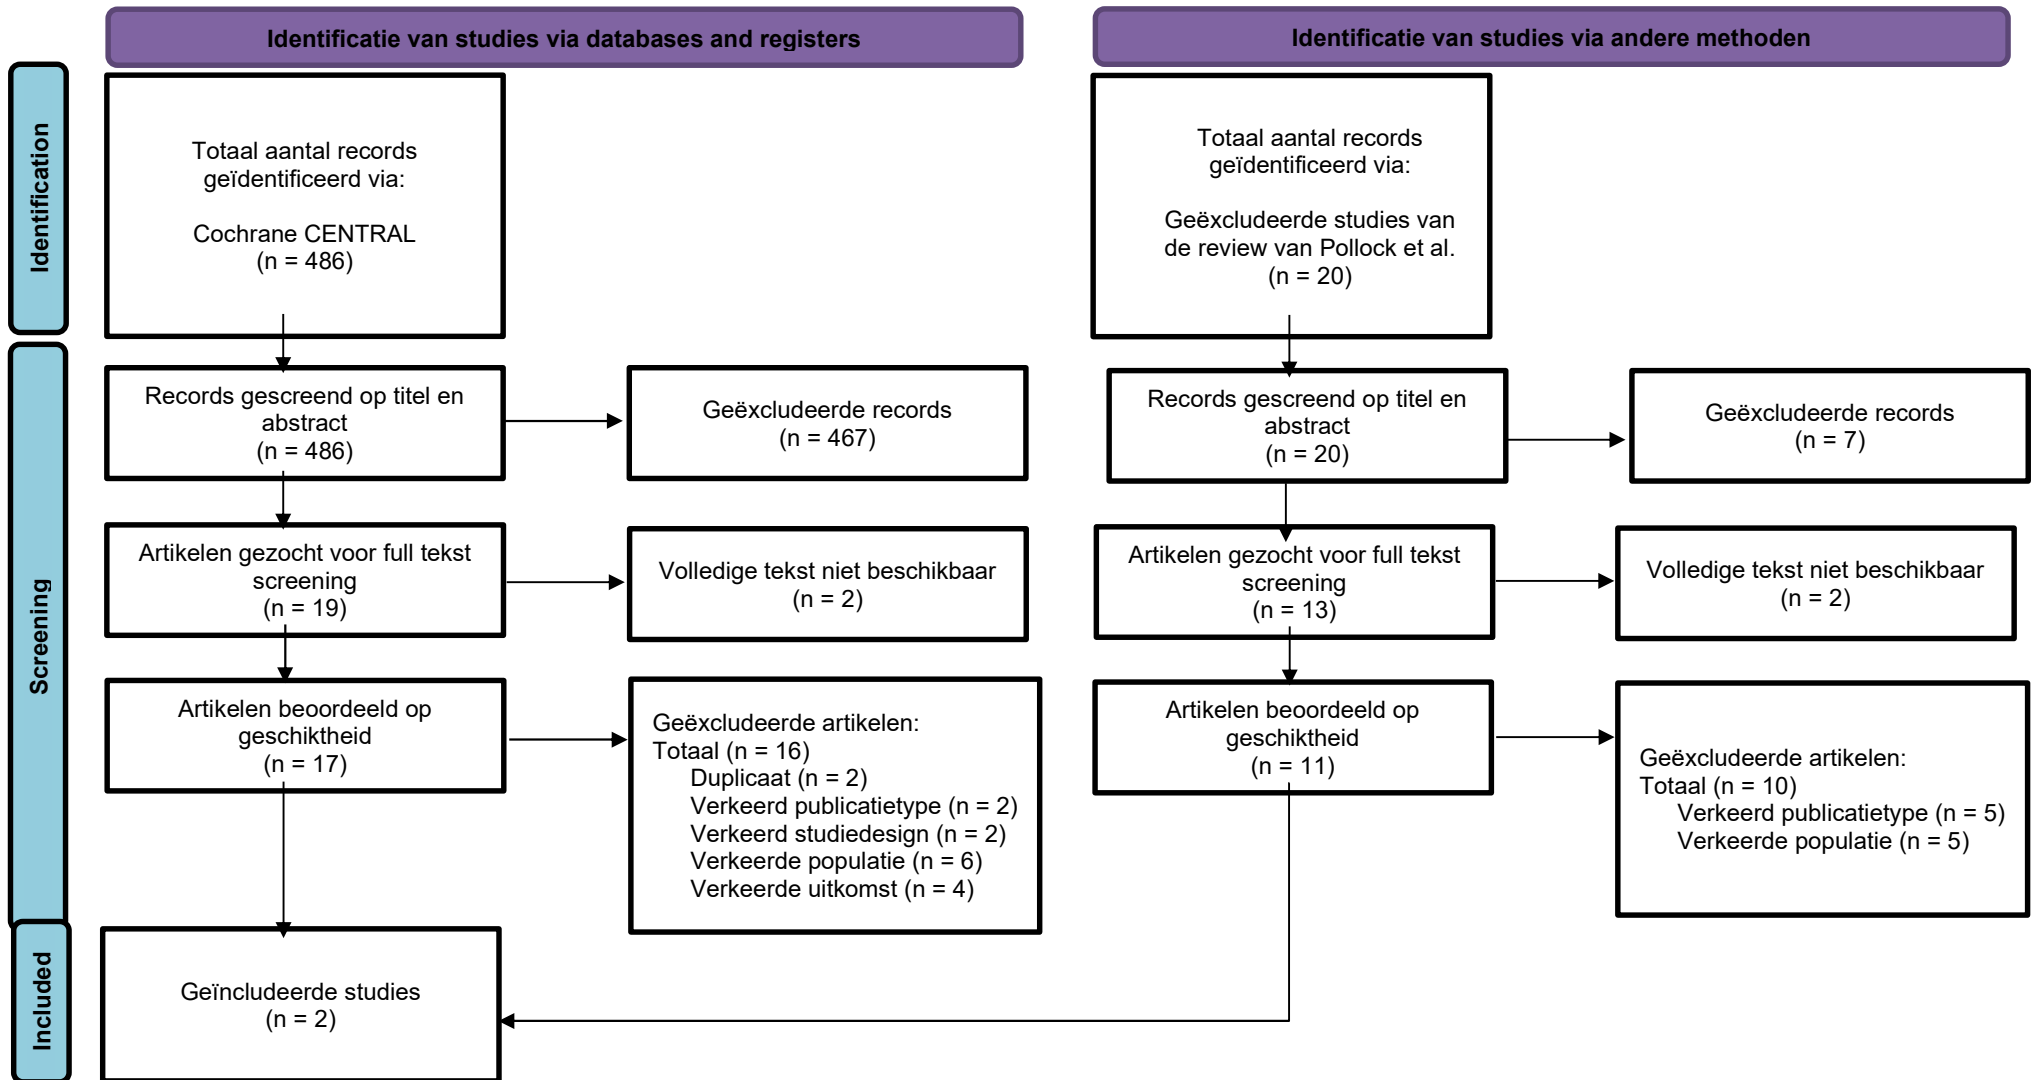 Identificatie van studies via databases and registers
Identificatie van studies via andere methoden
Identification
Totaal aantal records
geïdentificeerd via:
Cochrane CENTRAL
(n = 486)
Totaal aantal records
geïdentificeerd via:
Geëxcludeerde studies van
de review van Pollock et al.
(n = 20)
Screening
Records gescreend op titel en
abstract
(n = 486)
Geëxcludeerde records
(n = 467)
Records gescreend op titel en
abstract
(n = 20)
Geëxcludeerde records
(n = 7)
Artikelen gezocht voor full tekst
screening
(n = 19)
Volledige tekst niet beschikbaar
(n = 2)
Artikelen gezocht voor full tekst
screening
(n = 13)
Volledige tekst niet beschikbaar
(n = 2)
Artikelen beoordeeld op
geschiktheid
(n = 17)
Geëxcludeerde artikelen:
Totaal (n = 16)
Duplicaat (n = 2)
Verkeerd publicatietype (n = 2)
Verkeerd studiedesign (n = 2)
Verkeerde populatie (n = 6)
Verkeerde uitkomst (n = 4)
Artikelen beoordeeld op
geschiktheid
(n = 11)
Geëxcludeerde artikelen:
Totaal (n = 10)
Verkeerd publicatietype (n = 5)
Verkeerde populatie (n = 5)
Included
Geïncludeerde studies
(n = 2)